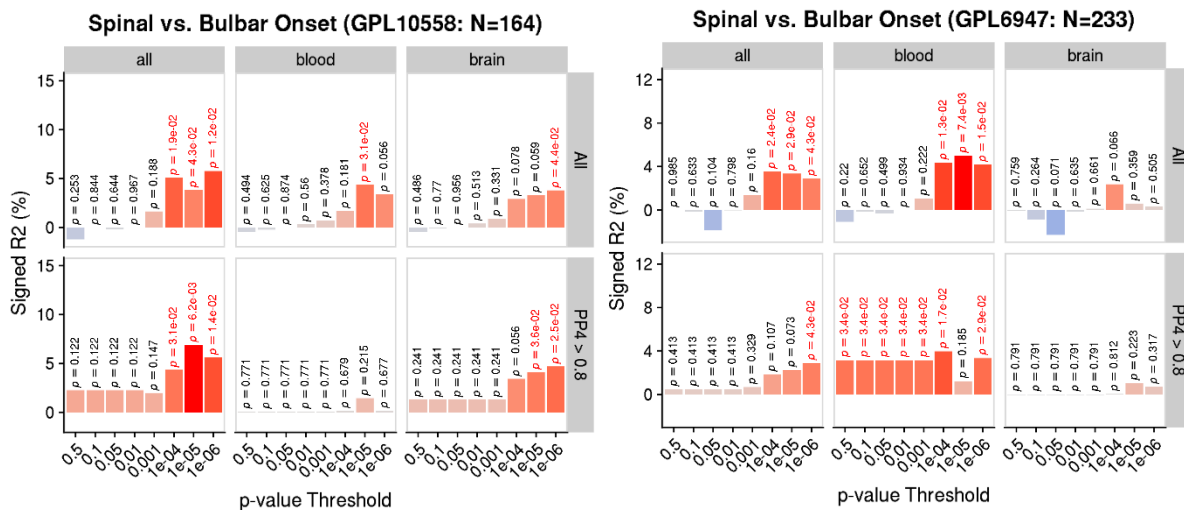 Spinal vs. Bulbar Onset (GPL10558: N=164)
all
blood
brain
Signed R2 (%)
15
10
5
0
p = 0.253
p = 0.844
p = 0.644
p = 0.967
p = 0.188
p = 1.9e-02
p = 4.3e-02
p = 1.2e-02
p = 0.494
p = 0.625
p = 0.874
p = 0.56
p = 0.378
p = 0.181
p = 3.1e-02
p = 0.056
p = 0.486
p = 0.77
p = 0.956
p = 0.513
p = 0.331
p = 0.078
p = 0.059
p = 4.4e-02
All
15
10
5
0
p = 0.122
p = 0.122
p = 0.122
p = 0.122
p = 0.147
p = 3.1e-02
p = 6.2e-03
p = 1.4e-02
p = 0.771
p = 0.771
p = 0.771
p = 0.771
p = 0.771
p = 0.679
p = 0.215
p = 0.677
p = 0.241
p = 0.241
p = 0.241
p = 0.241
p = 0.241
p = 0.056
p = 3.6e-02
p = 2.5e-02
PP4 > 0.8
0.5
0.1
0.05
0.01
0.001
1e-04
1e-05
1e-06
0.5
0.1
0.05
0.01
0.001
1e-04
1e-05
1e-06
0.5
0.1
0.05
0.01
0.001
1e-04
1e-05
1e-06
p-value Threshold
Spinal vs. Bulbar Onset (GPL6947: N=233)
all
blood
brain
Signed R2 (%)
12
8
4
0
p = 0.985
p = 0.633
p = 0.104
p = 0.798
p = 0.16
p = 2.4e-02
p = 2.9e-02
p = 4.3e-02
p = 0.22
p = 0.652
p = 0.499
p = 0.934
p = 0.222
p = 1.3e-02
p = 7.4e-03
p = 1.5e-02
p = 0.759
p = 0.264
p = 0.071
p = 0.635
p = 0.661
p = 0.066
p = 0.359
p = 0.505
All
12
8
4
0
p = 0.413
p = 0.413
p = 0.413
p = 0.413
p = 0.329
p = 0.107
p = 0.073
p = 4.3e-02
p = 3.4e-02
p = 3.4e-02
p = 3.4e-02
p = 3.4e-02
p = 3.4e-02
p = 1.7e-02
p = 0.185
p = 2.9e-02
p = 0.791
p = 0.791
p = 0.791
p = 0.791
p = 0.791
p = 0.812
p = 0.223
p = 0.317
PP4 > 0.8
0.5
0.1
0.05
0.01
0.001
1e-04
1e-05
1e-06
0.5
0.1
0.05
0.01
0.001
1e-04
1e-05
1e-06
0.5
0.1
0.05
0.01
0.001
1e-04
1e-05
1e-06
p-value Threshold